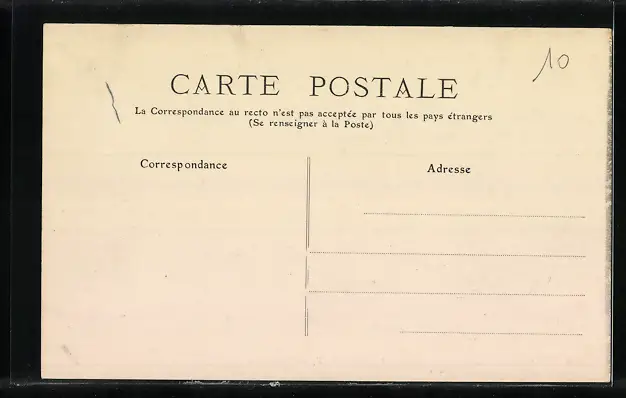 10
CARTE POSTALE
La Correspondance au recto n'est pas acceptée par tous les pays étrangers
(Se renseigner à la Poste)
Correspondance
Adresse